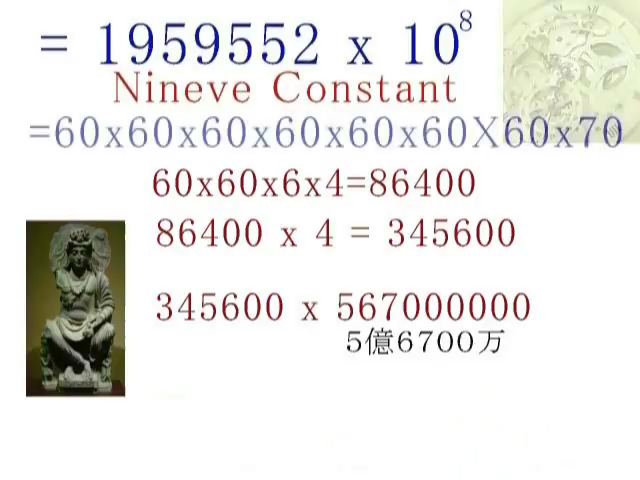 = 1959552 x 10⁸
Nineve Constant
=60x60x60x60x60x60X60x70
60x60x6x4=86400
86400 x 4 = 345600
345600 x 567000000
5億6700万